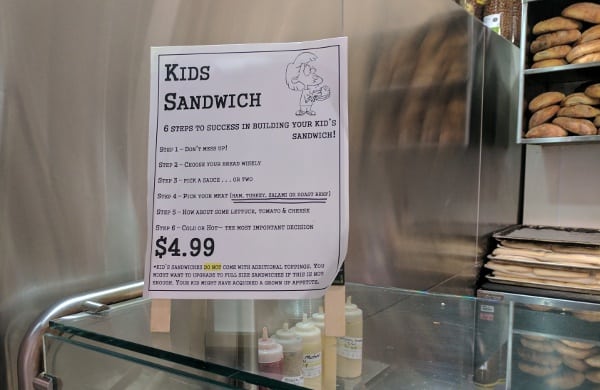 KIDS
SANDWICH
6 STEPS TO SUCCESS IN BUILDING YOUR KID'S
SANDWICH!
STEP 1 – DON'T MESS UP!
STEP 2 – CHOOSE YOUR BREAD WISELY
STEP 3 – PICK A SAUCE . . . OR TWO
STEP 4 – PICK YOUR MEAT (HAM, TURKEY, SALAMI OR ROAST BEEF)
STEP 5 – HOW ABOUT SOME LETTUCE, TOMATO & CHEESE
STEP 6 – COLD OR HOT – THE MOST IMPORTANT DECISION
$4.99
*KID'S SANDWICHES DO NOT COME WITH ADDITIONAL TOPPINGS. YOU
MIGHT WANT TO UPGRADE TO FULL SIZE SANDWICHES IF THIS IS NOT
ENOUGH. YOUR KID MIGHT HAVE ACQUIRED A GROWN UP APPETITE.